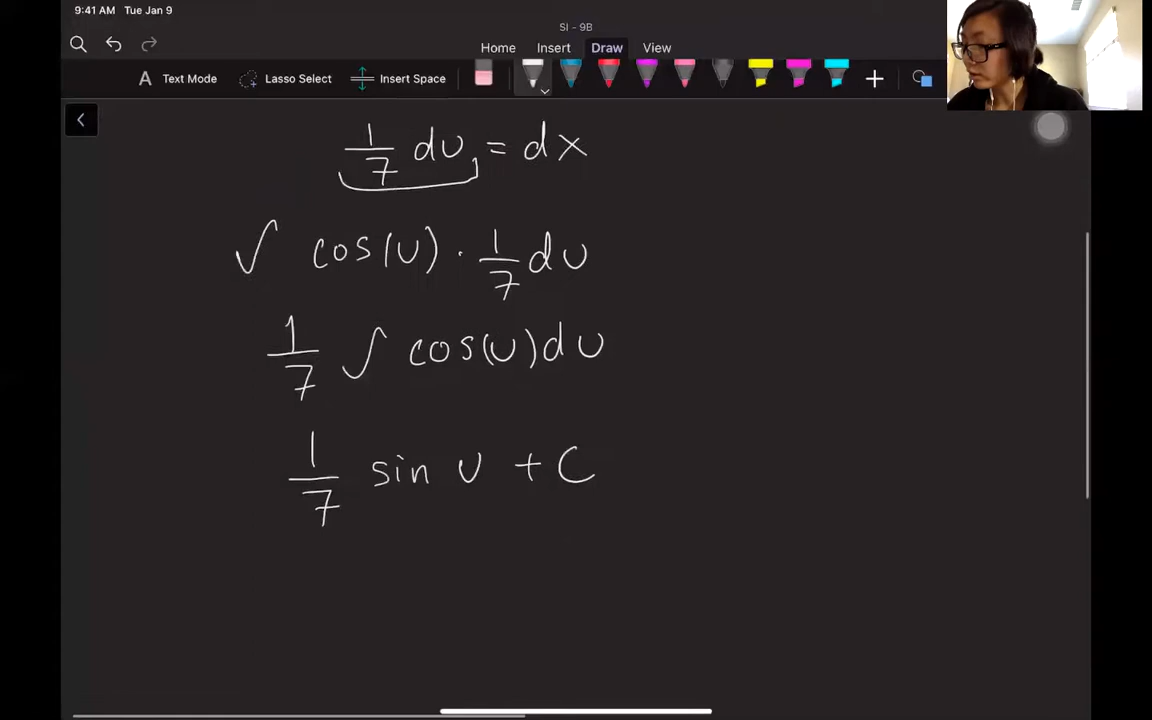 9:41 AM Tue Jan 9
SI - 9B
Home Insert Draw View
Text Mode Lasso Select Insert Space
1/7 du = dx
∫ cos(u) · 1/7 du
1/7 ∫ cos(u) du
1/7 sin u + C